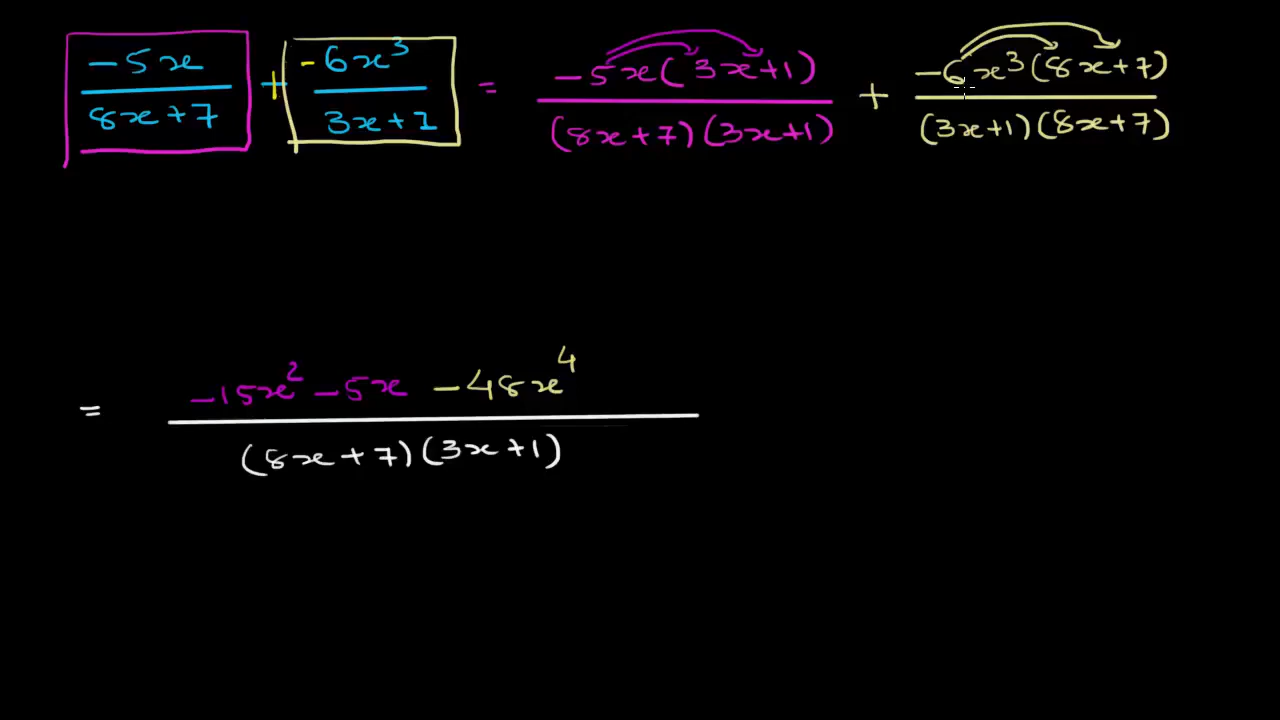 -5x/8x+7 + -6x³/3x+1 = -5x(3x+1)/(8x+7)(3x+1) + -6x³(8x+7)/(3x+1)(8x+7)
= -15x² -5x -48x⁴/(8x+7)(3x+1)